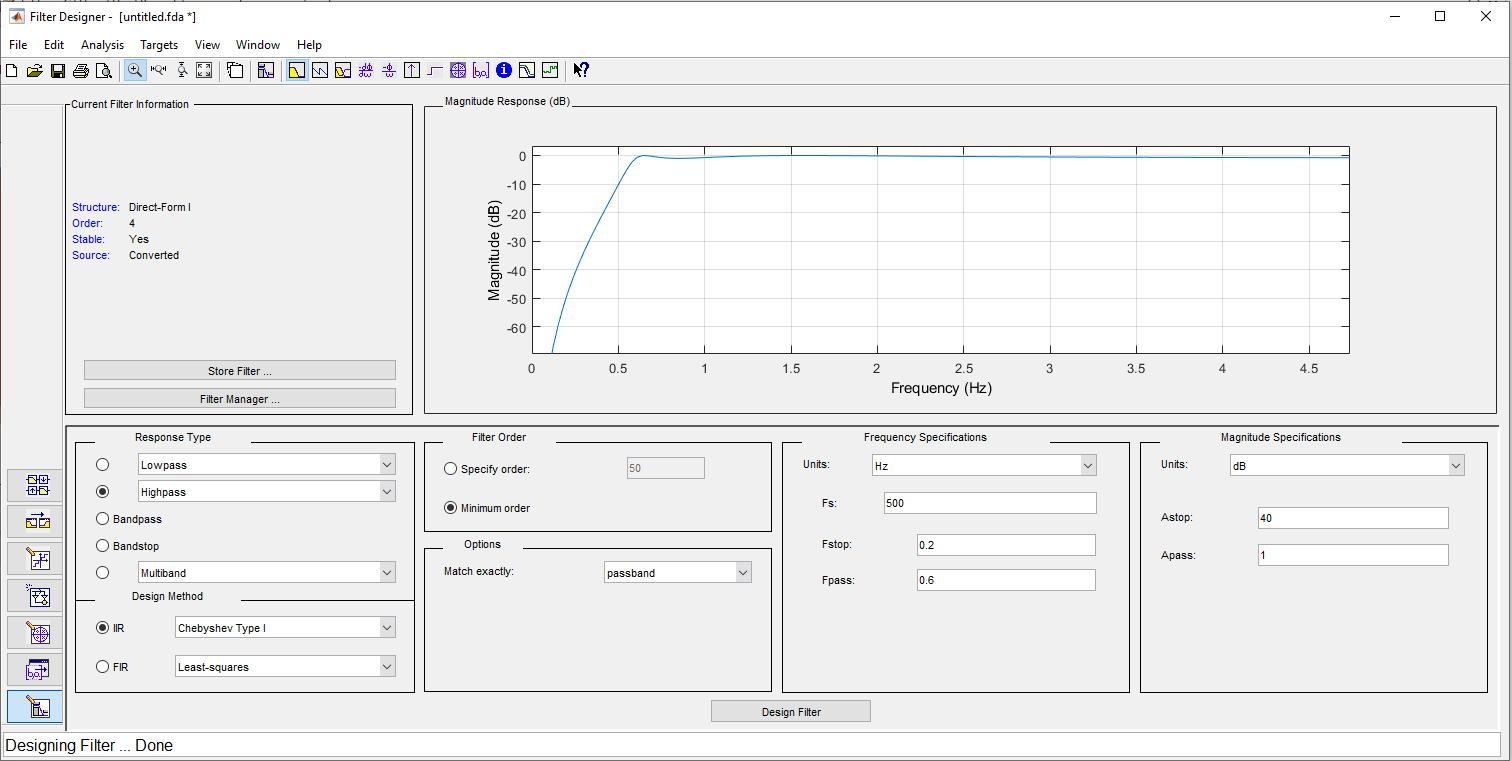 Filter Designer - [untitled.fda *]
File Edit Analysis Targets View Window Help
Current Filter Information
Structure: Direct-Form I
Order: 4
Stable: Yes
Source: Converted
Store Filter ...
Filter Manager ...
Magnitude Response (dB)
0
-10
-20
-30
-40
-50
-60
Magnitude (dB)
0 0.5 1 1.5 2 2.5 3 3.5 4 4.5
Frequency (Hz)
Response Type
Lowpass
Highpass
Bandpass
Bandstop
Multiband
Design Method
IIR Chebyshev Type I
FIR Least-squares
Filter Order
Specify order: 50
Minimum order
Options
Match exactly: passband
Frequency Specifications
Units: Hz
Fs: 500
Fstop: 0.2
Fpass: 0.6
Magnitude Specifications
Units: dB
Astop: 40
Apass: 1
Design Filter
Designing Filter ... Done